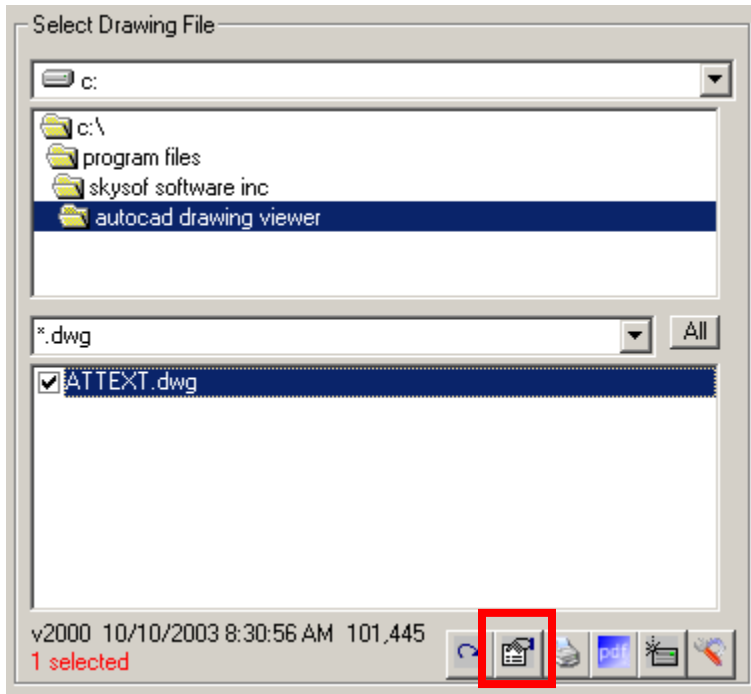 Select Drawing File
c:
c:\
program files
skysof software inc
autocad drawing viewer
*.dwg
All
ATTEXT.dwg
v2000 10/10/2003 8:30:56 AM 101,445
1 selected
pdf